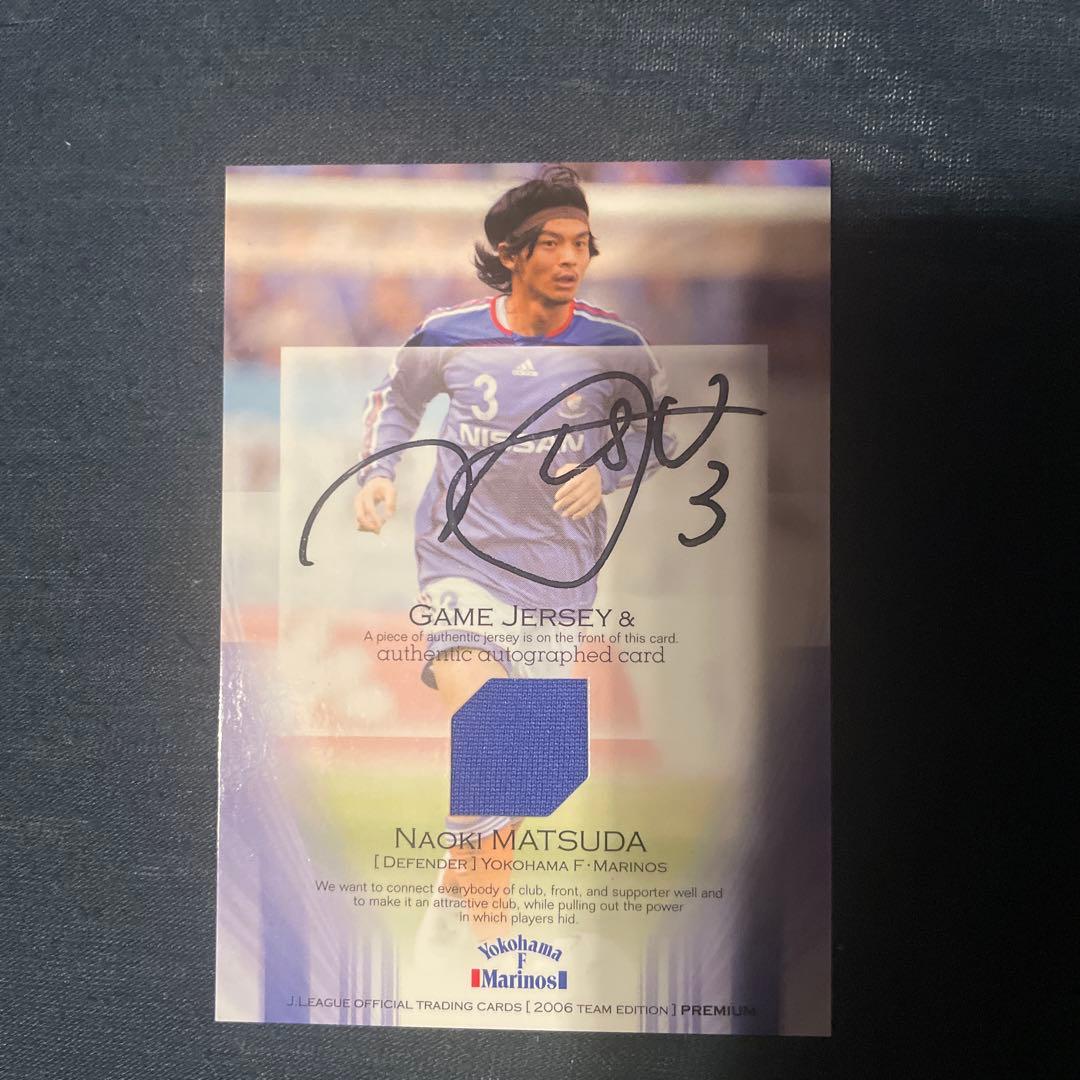 3
NISSAN
Matsu
3
GAME JERSEY &
A piece of authentic jersey is on the front of this card.
authentic autographed card
NAOKI MATSUDA
[ DEFENDER ] YOKOHAMA F・MARINOS
We want to connect everybody of club, front, and supporter well and
to make it an attractive club, while pulling out the power
in which players hid.
Yokohama
F
Marinos
J.LEAGUE OFFICIAL TRADING CARDS [ 2006 TEAM EDITION ] PREMIUM